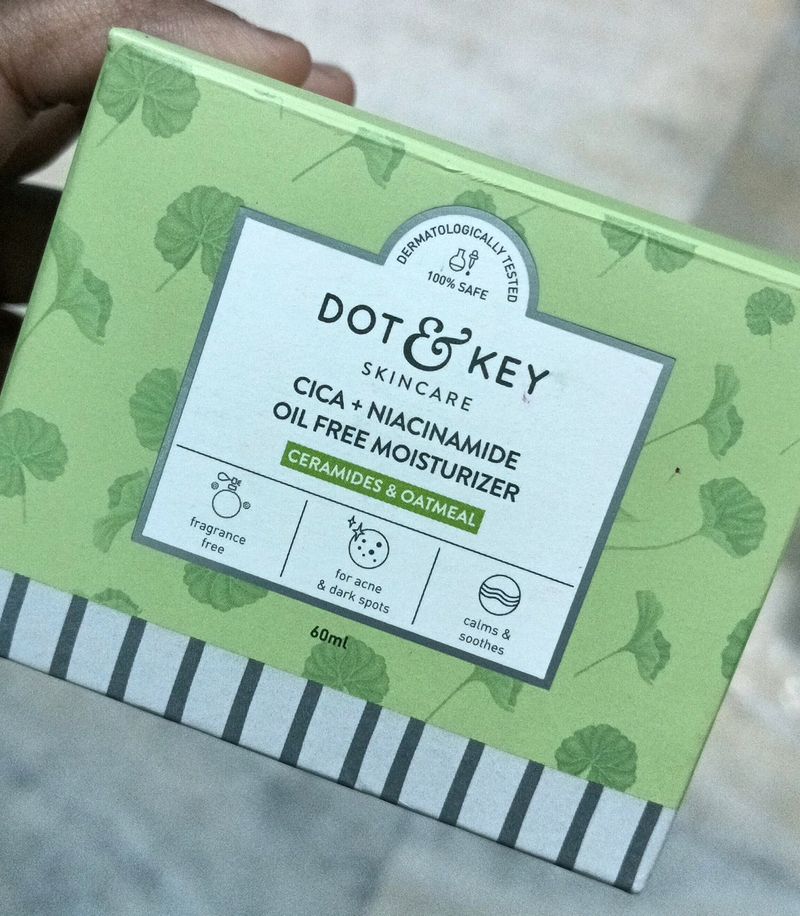 DERMATOLOGICALLY TESTED
100% SAFE
DOT & KEY
SKINCARE
CICA + NIACINAMIDE
OIL FREE MOISTURIZER
CERAMIDES & OATMEAL
fragrance
free
for acne
& dark spots
calms &
soothes
60ml